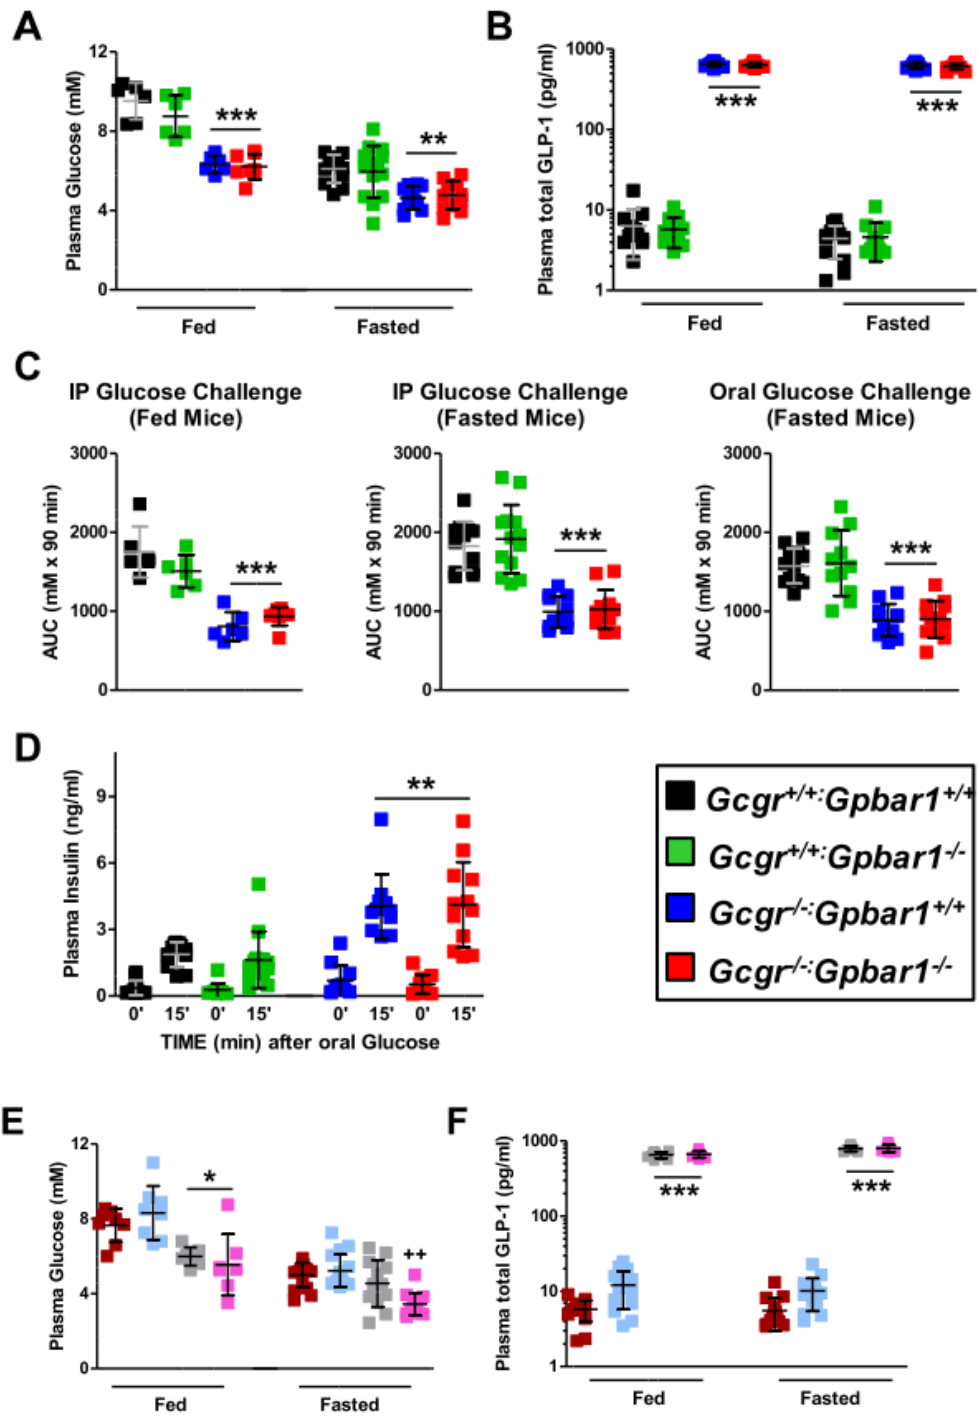 A
Plasma Glucose (mM)
12
8
4
0
***
**
Fed
Fasted
B
Plasma total GLP-1 (pg/ml)
1000
100
10
1
***
***
Fed
Fasted
C
IP Glucose Challenge
(Fed Mice)
AUC (mM x 90 min)
3000
2000
1000
0
***
IP Glucose Challenge
(Fasted Mice)
AUC (mM x 90 min)
3000
2000
1000
0
***
Oral Glucose Challenge
(Fasted Mice)
AUC (mM x 90 min)
3000
2000
1000
0
***
D
Plasma Insulin (ng/ml)
9
6
3
0
**
0' 15' 0' 15' 0' 15' 0' 15'
TIME (min) after oral Glucose
Gcgr+/+:Gpbar1+/+
Gcgr+/+:Gpbar1-/-
Gcgr-/-:Gpbar1+/+
Gcgr-/-:Gpbar1-/-
E
Plasma Glucose (mM)
12
8
4
0
*
++
Fed
Fasted
F
Plasma total GLP-1 (pg/ml)
1000
100
10
1
***
***
Fed
Fasted